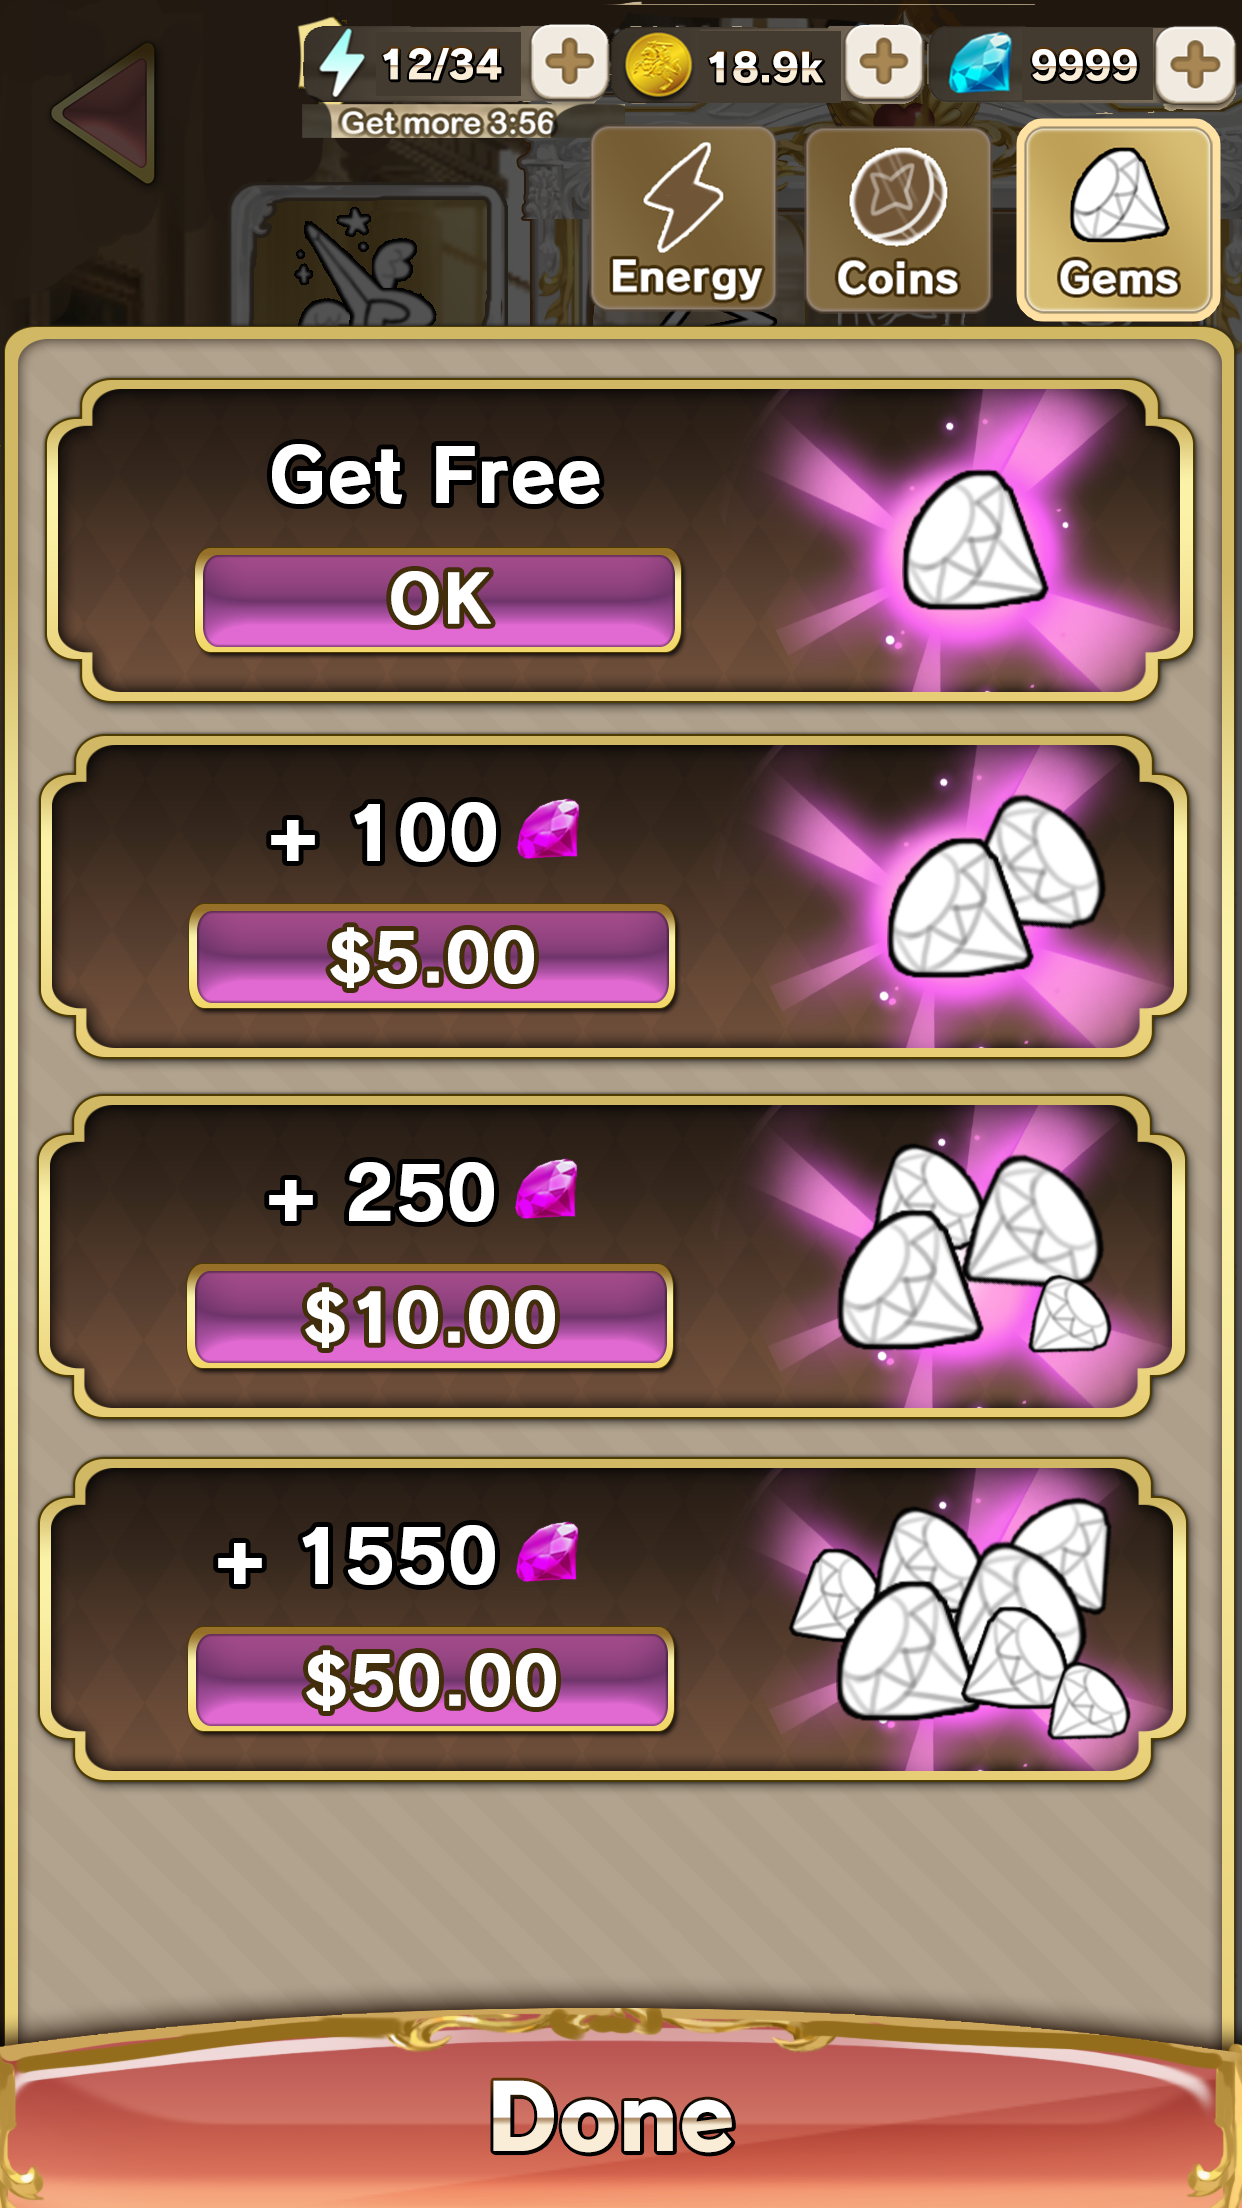 12/34
18.9k
9999
Get more 3:56
Energy
Coins
Gems
Get Free
OK
+ 100
$5.00
+ 250
$10.00
+ 1550
$50.00
Done